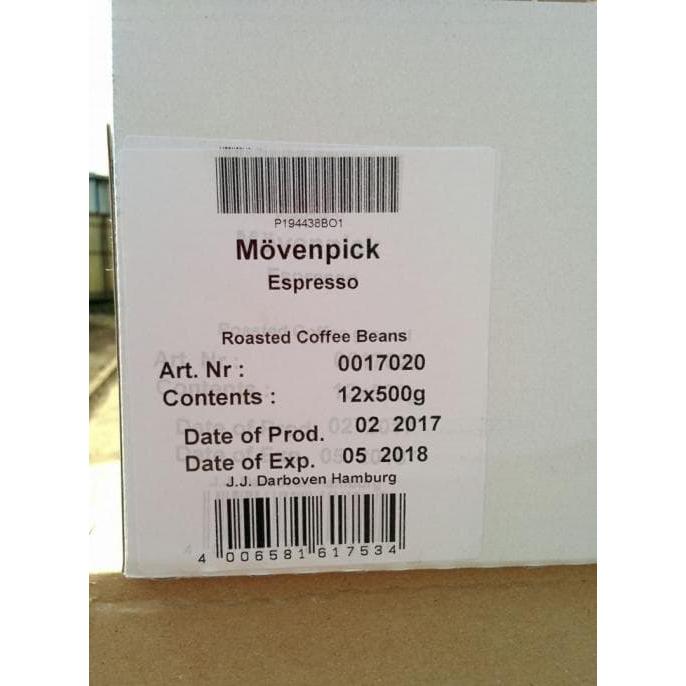 P194438BO1
Mövenpick
Espresso
Roasted Coffee Beans
Art. Nr : 0017020
Contents : 12x500g
Date of Prod. 02 2017
Date of Exp. 05 2018
J.J. Darboven Hamburg
4 006581 617534